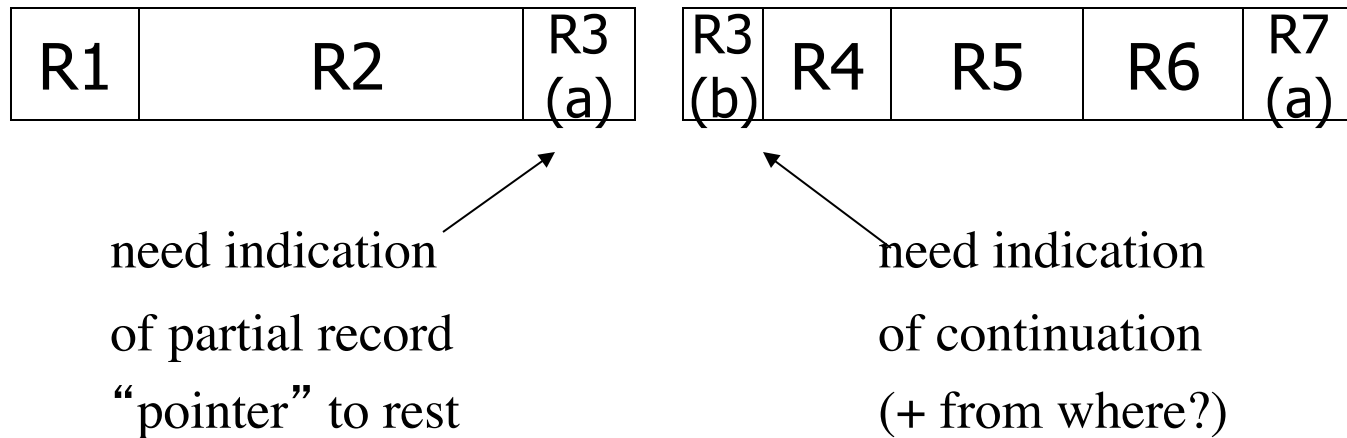 R1 R2 R3 (a) R3 (b) R4 R5 R6 R7 (a)
need indication
of partial record
“pointer” to rest
need indication
of continuation
(+ from where?)